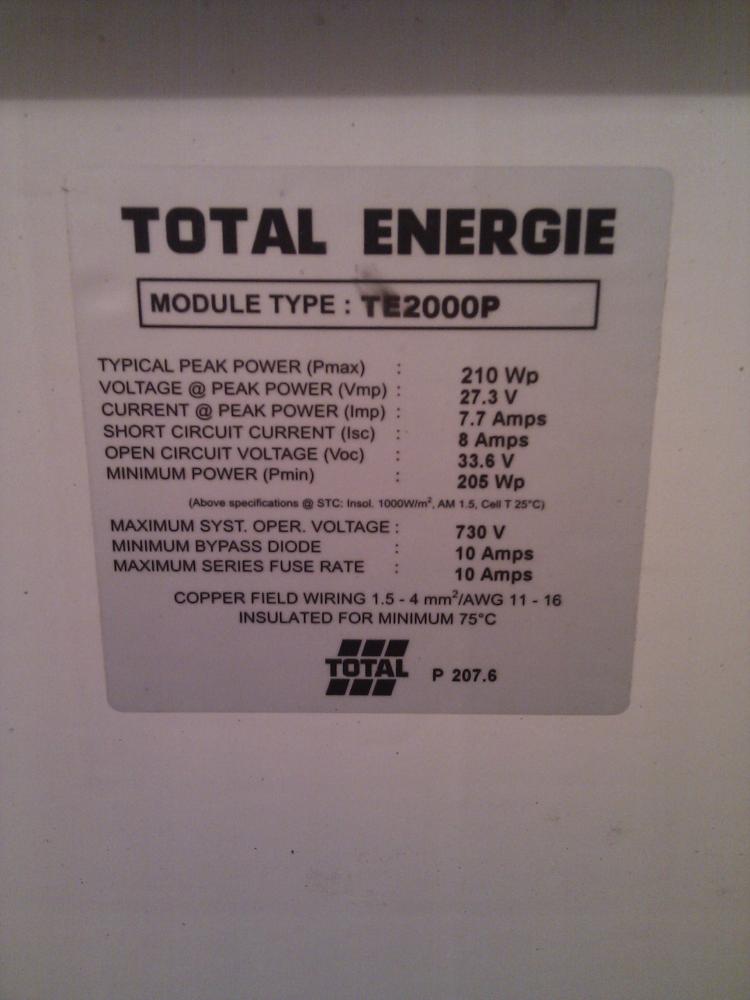 TOTAL ENERGIE
MODULE TYPE : TE2000P
TYPICAL PEAK POWER (Pmax) : 210 Wp
VOLTAGE @ PEAK POWER (Vmp) : 27.3 V
CURRENT @ PEAK POWER (Imp) : 7.7 Amps
SHORT CIRCUIT CURRENT (Isc) : 8 Amps
OPEN CIRCUIT VOLTAGE (Voc) : 33.6 V
MINIMUM POWER (Pmin) : 205 Wp
(Above specifications @ STC: Insol. 1000W/m², AM 1.5, Cell T 25°C)
MAXIMUM SYST. OPER. VOLTAGE : 730 V
MINIMUM BYPASS DIODE : 10 Amps
MAXIMUM SERIES FUSE RATE : 10 Amps
COPPER FIELD WIRING 1.5 - 4 mm²/AWG 11 - 16
INSULATED FOR MINIMUM 75°C
TOTAL P 207.6